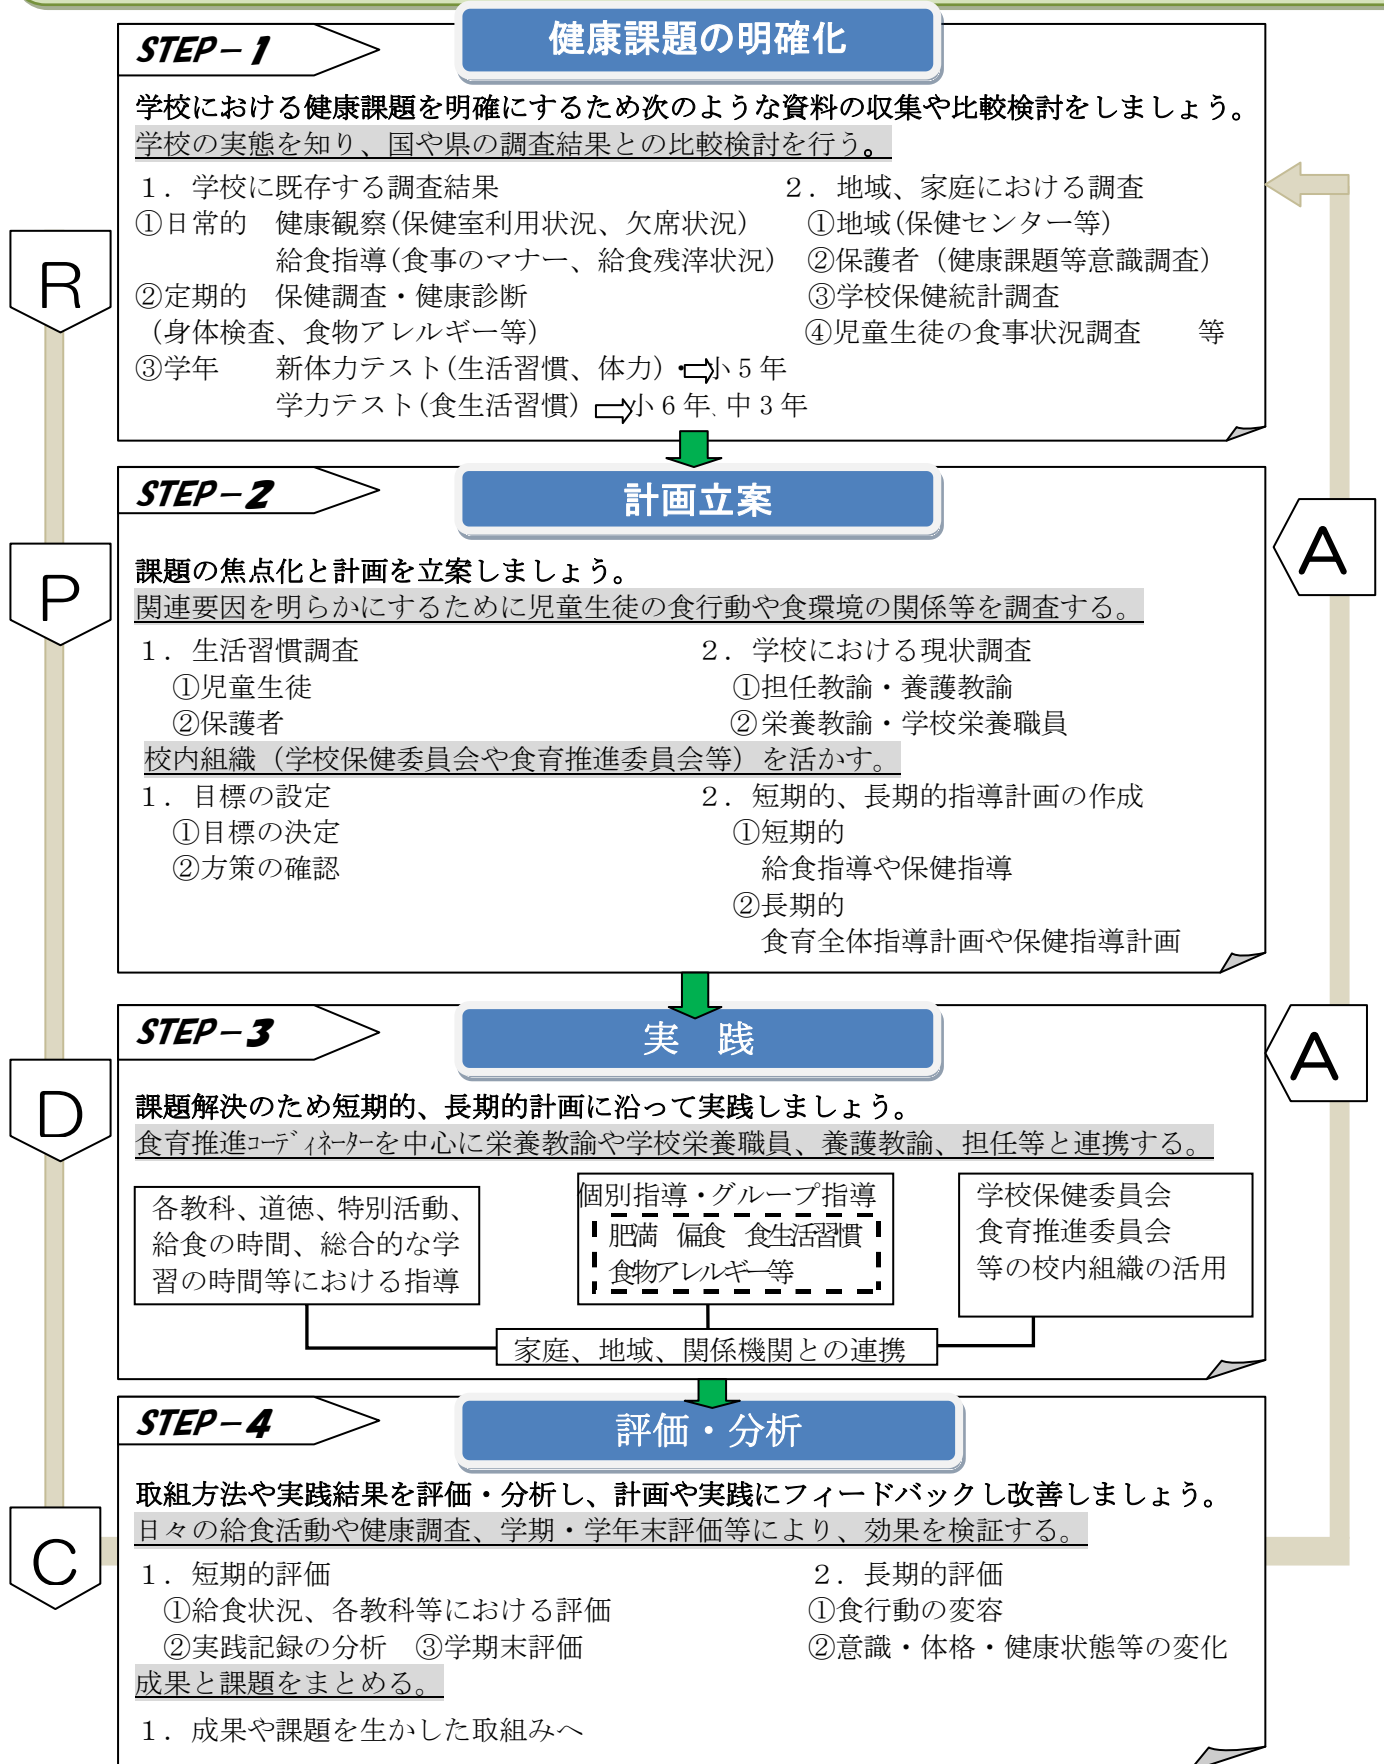 STEP-1
健康課題の明確化
学校における健康課題を明確にするため次のような資料の収集や比較検討をしましょう。
学校の実態を知り、国や県の調査結果との比較検討を行う。
1．学校に既存する調査結果
①日常的　健康観察(保健室利用状況、欠席状況)
給食指導(食事のマナー、給食残滓状況)
②定期的　保健調査・健康診断
(身体検査、食物アレルギー等)
③学年　　新体力テスト(生活習慣、体力)・⇨小5年
学力テスト(食生活習慣) ⇨小6年、中3年
2．地域、家庭における調査
①地域(保健センター等)
②保護者（健康課題等意識調査）
③学校保健統計調査
④児童生徒の食事状況調査　　等
R
STEP-2
計画立案
課題の焦点化と計画を立案しましょう。
関連要因を明らかにするために児童生徒の食行動や食環境の関係等を調査する。
1．生活習慣調査
①児童生徒
②保護者
2．学校における現状調査
①担任教諭・養護教諭
②栄養教諭・学校栄養職員
校内組織（学校保健委員会や食育推進委員会等）を活かす。
1．目標の設定
①目標の決定
②方策の確認
2．短期的、長期的指導計画の作成
①短期的
給食指導や保健指導
②長期的
食育全体指導計画や保健指導計画
P
A
STEP-3
実　践
課題解決のため短期的、長期的計画に沿って実践しましょう。
食育推進ｺｰﾃﾞｨﾈｰﾀｰを中心に栄養教諭や学校栄養職員、養護教諭、担任等と連携する。
各教科、道徳、特別活動、
給食の時間、総合的な学
習の時間等における指導
個別指導・グループ指導
肥満　偏食　食生活習慣
食物アレルギー等
学校保健委員会
食育推進委員会
等の校内組織の活用
家庭、地域、関係機関との連携
D
A
STEP-4
評価・分析
取組方法や実践結果を評価・分析し、計画や実践にフィードバックし改善しましょう。
日々の給食活動や健康調査、学期・学年末評価等により、効果を検証する。
1．短期的評価
①給食状況、各教科等における評価
②実践記録の分析　③学期末評価
2．長期的評価
①食行動の変容
②意識・体格・健康状態等の変化
成果と課題をまとめる。
1．成果や課題を生かした取組みへ
C